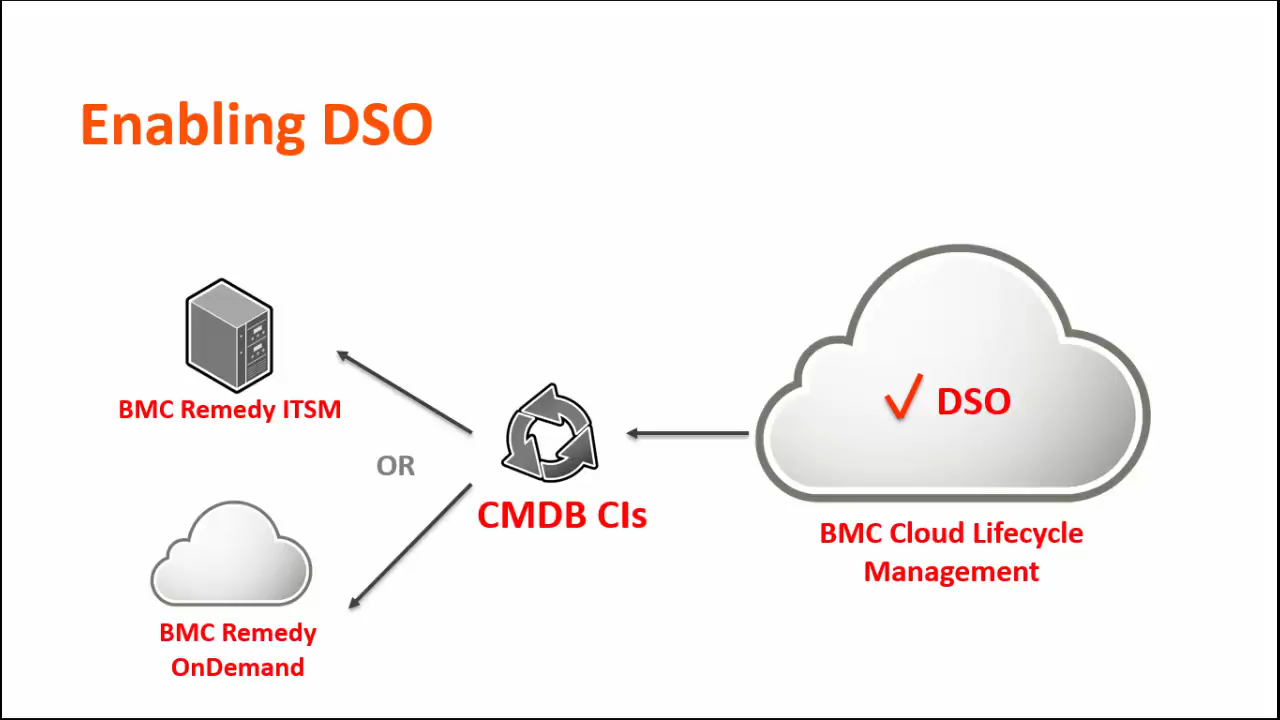 Enabling DSO
BMC Remedy ITSM
OR
BMC Remedy
OnDemand
CMDB CIs
DSO
BMC Cloud Lifecycle
Management